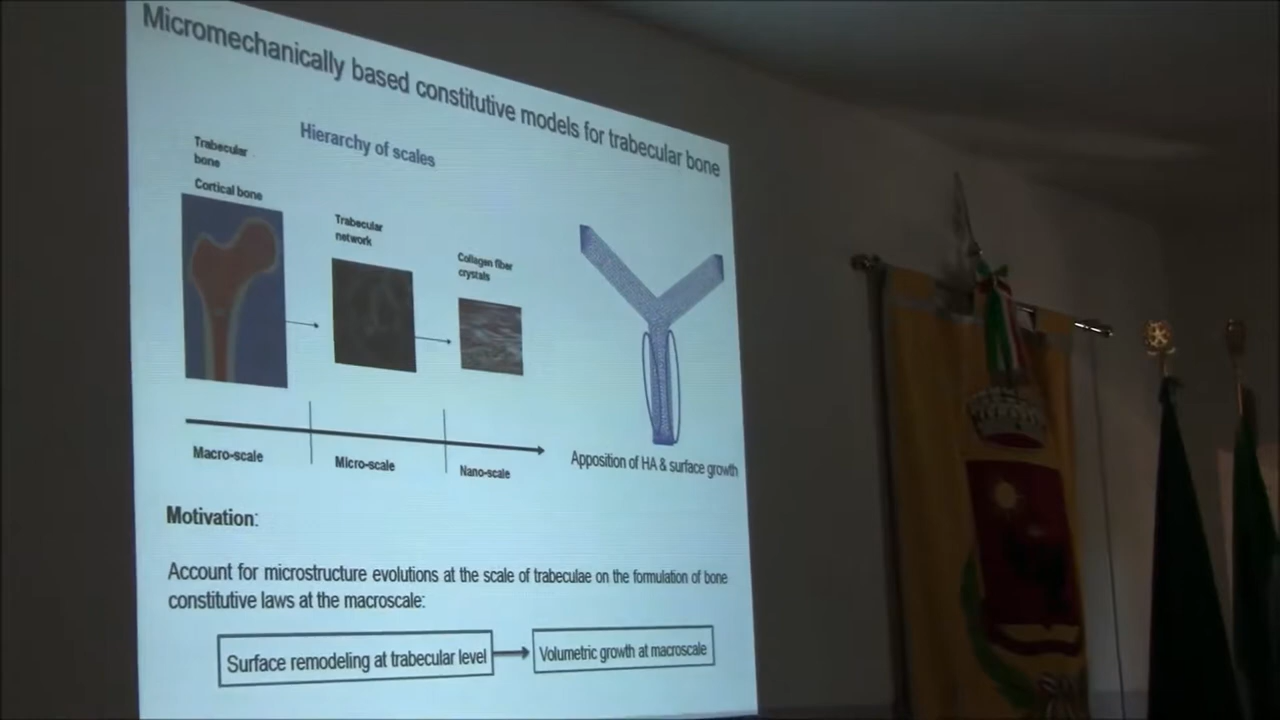 Micromechanically based constitutive models for trabecular bone
Hierarchy of scales
Trabecular
bone
Cortical bone
Trabecular
network
Collagen fiber
crystals
Macro-scale
Micro-scale
Nano-scale
Apposition of HA & surface growth
Motivation:
Account for microstructure evolutions at the scale of trabeculae on the formulation of bone
constitutive laws at the macroscale:
Surface remodeling at trabecular level
Volumetric growth at macroscale